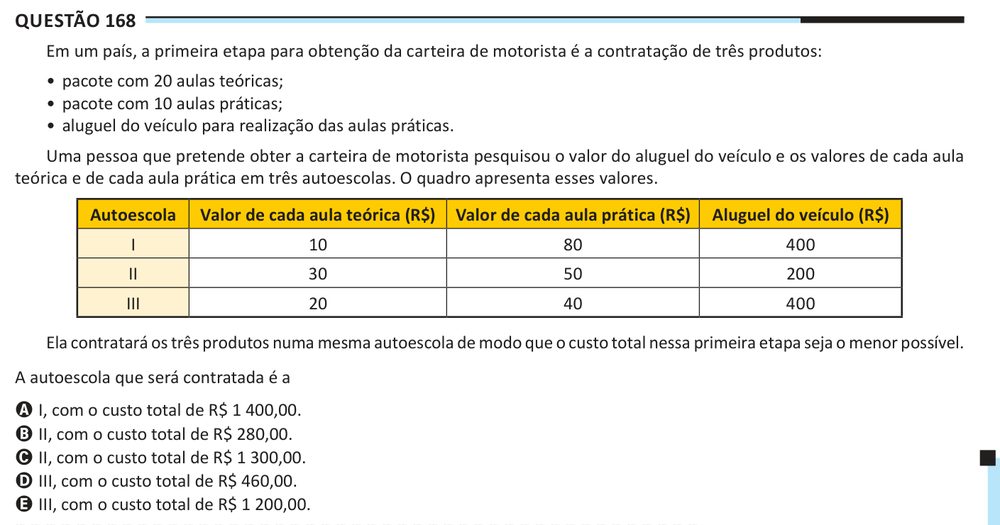 QUESTÃO 168
Em um país, a primeira etapa para obtenção da carteira de motorista é a contratação de três produtos:
• pacote com 20 aulas teóricas;
• pacote com 10 aulas práticas;
• aluguel do veículo para realização das aulas práticas.
Uma pessoa que pretende obter a carteira de motorista pesquisou o valor do aluguel do veículo e os valores de cada aula
teórica e de cada aula prática em três autoescolas. O quadro apresenta esses valores.
Autoescola Valor de cada aula teórica (R$) Valor de cada aula prática (R$) Aluguel do veículo (R$)
I 10 80 400
II 30 50 200
III 20 40 400
Ela contratará os três produtos numa mesma autoescola de modo que o custo total nessa primeira etapa seja o menor possível.
A autoescola que será contratada é a
A I, com o custo total de R$ 1 400,00.
B II, com o custo total de R$ 280,00.
C II, com o custo total de R$ 1 300,00.
D III, com o custo total de R$ 460,00.
E III, com o custo total de R$ 1 200,00.